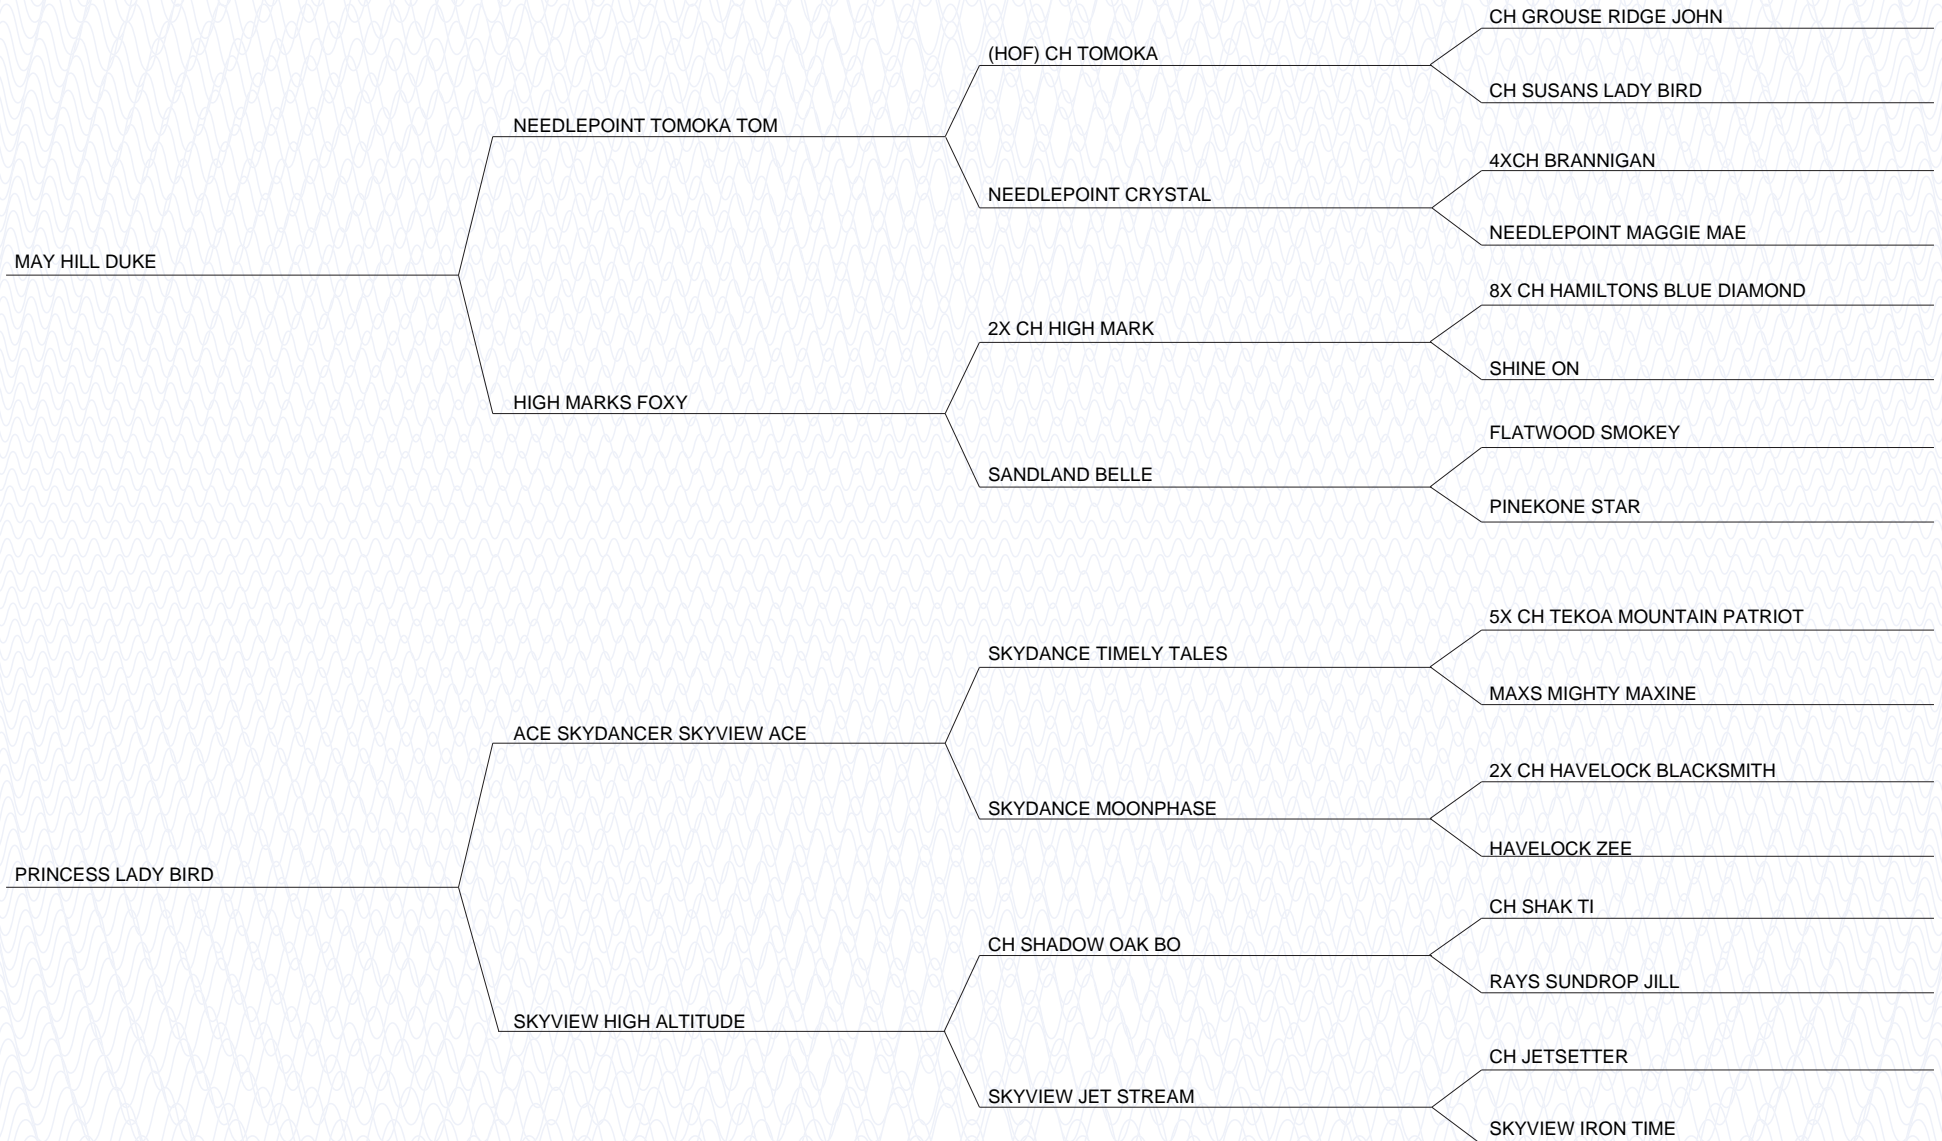 CH GROUSE RIDGE JOHN
(HOF) CH TOMOKA
CH SUSANS LADY BIRD
NEEDLEPOINT TOMOKA TOM
4XCH BRANNIGAN
NEEDLEPOINT CRYSTAL
NEEDLEPOINT MAGGIE MAE
MAY HILL DUKE
8X CH HAMILTONS BLUE DIAMOND
2X CH HIGH MARK
SHINE ON
HIGH MARKS FOXY
FLATWOOD SMOKEY
SANDLAND BELLE
PINEKONE STAR
5X CH TEKOA MOUNTAIN PATRIOT
SKYDANCE TIMELY TALES
MAXS MIGHTY MAXINE
ACE SKYDANCER SKYVIEW ACE
2X CH HAVELOCK BLACKSMITH
SKYDANCE MOONPHASE
HAVELOCK ZEE
PRINCESS LADY BIRD
CH SHAK TI
CH SHADOW OAK BO
RAYS SUNDROP JILL
SKYVIEW HIGH ALTITUDE
CH JETSETTER
SKYVIEW JET STREAM
SKYVIEW IRON TIME